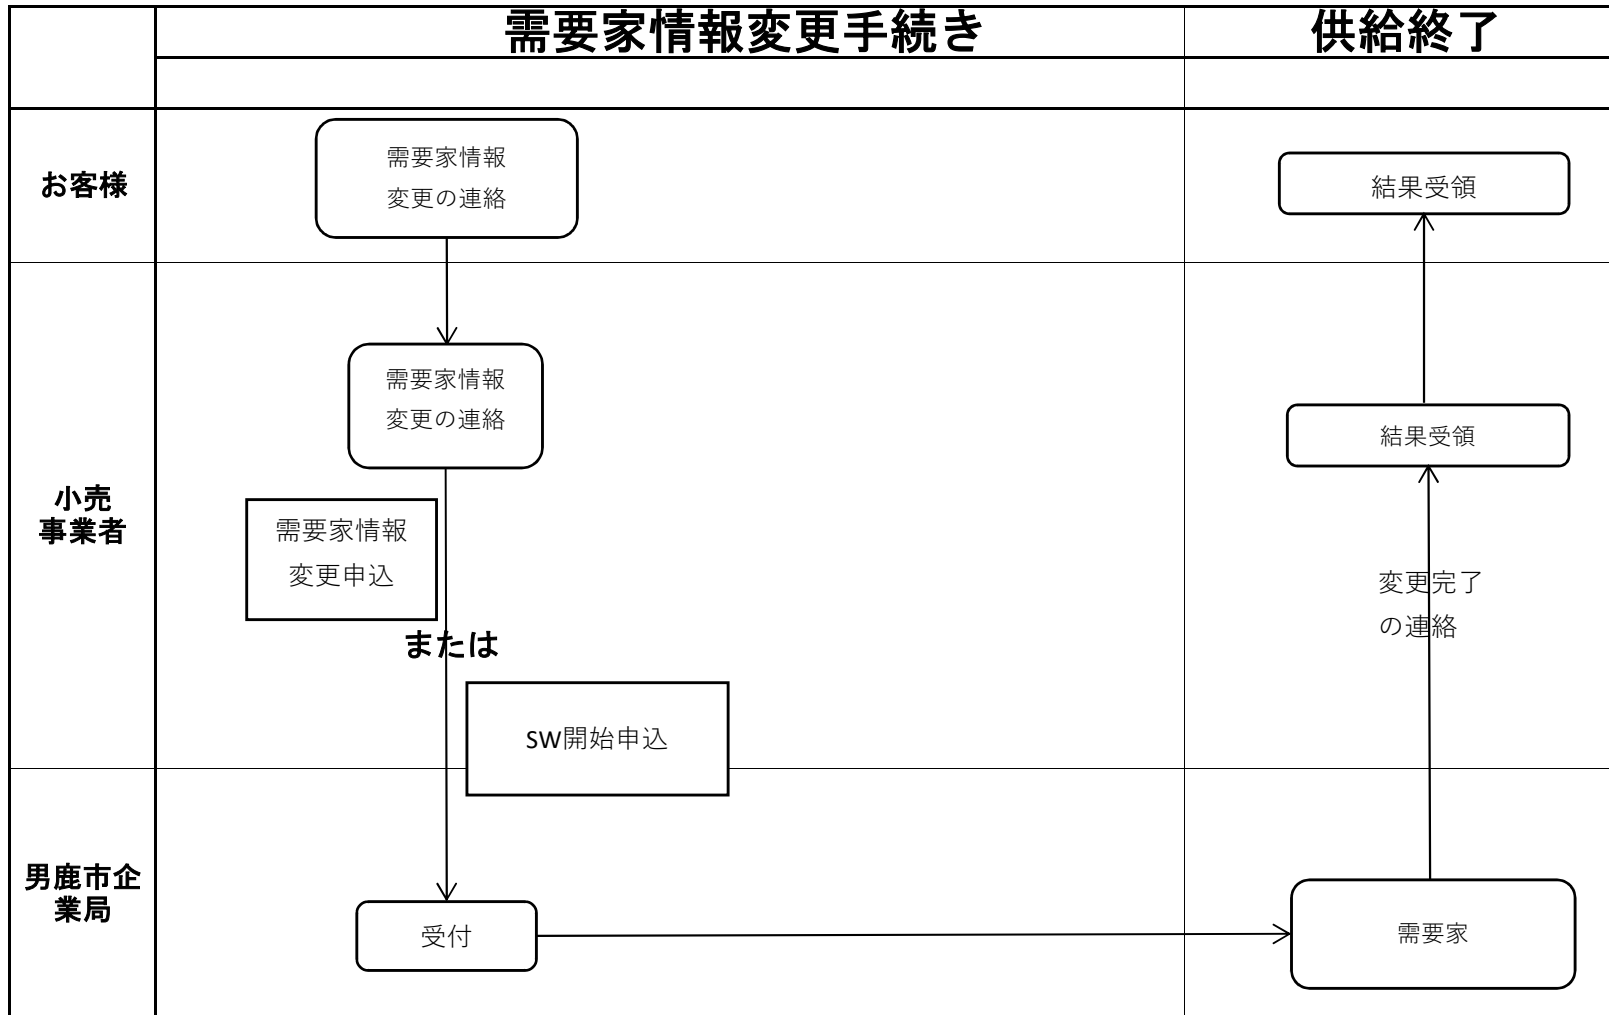 需要家情報変更手続き
供給終了
お客様
需要家情報
変更の連絡
結果受領
小売
事業者
需要家情報
変更の連絡
結果受領
需要家情報
変更申込
または
SW開始申込
変更完了
の連絡
男鹿市企
業局
受付
需要家